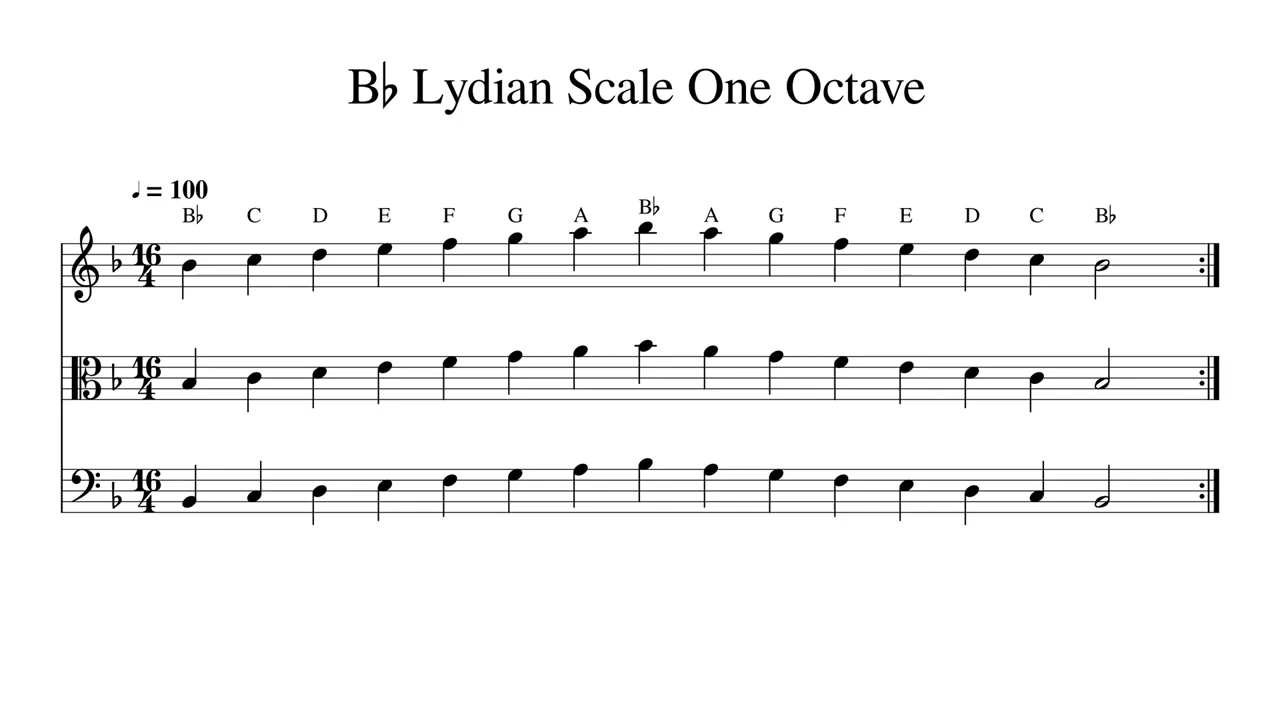 B♭ Lydian Scale One Octave
♩ = 100
B♭ C D E F G A B♭ A G F E D C B♭
16
4
16
4
16
4